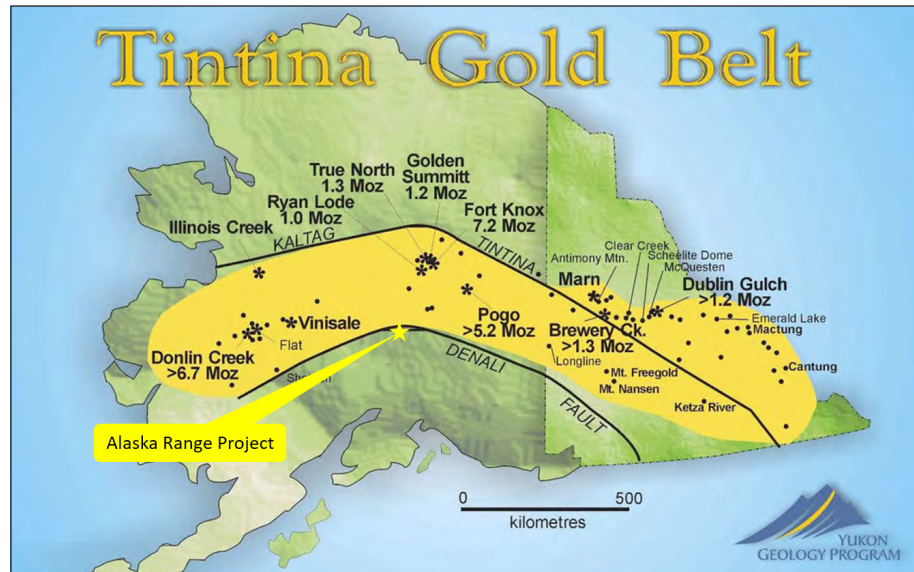 Tintina Gold Belt
True North
1.3 Moz
Golden
Summitt
1.2 Moz
Ryan Lode
1.0 Moz
Fort Knox
7.2 Moz
Illinois Creek
KALTAG
TINTINA
Clear Creek
Scheelite Dome
McQuesten
Antimony Mtn.
Marn
Dublin Gulch
>1.2 Moz
Pogo
>5.2 Moz
Brewery Ck.
>1.3 Moz
Emerald Lake
Mactung
Vinisale
Flat
Donlin Creek
>6.7 Moz
DENALI
FAULT
Longline
Mt. Freegold
Mt. Nansen
Cantung
Ketza River
Alaska Range Project
0 500
kilometres
YUKON
GEOLOGY PROGRAM